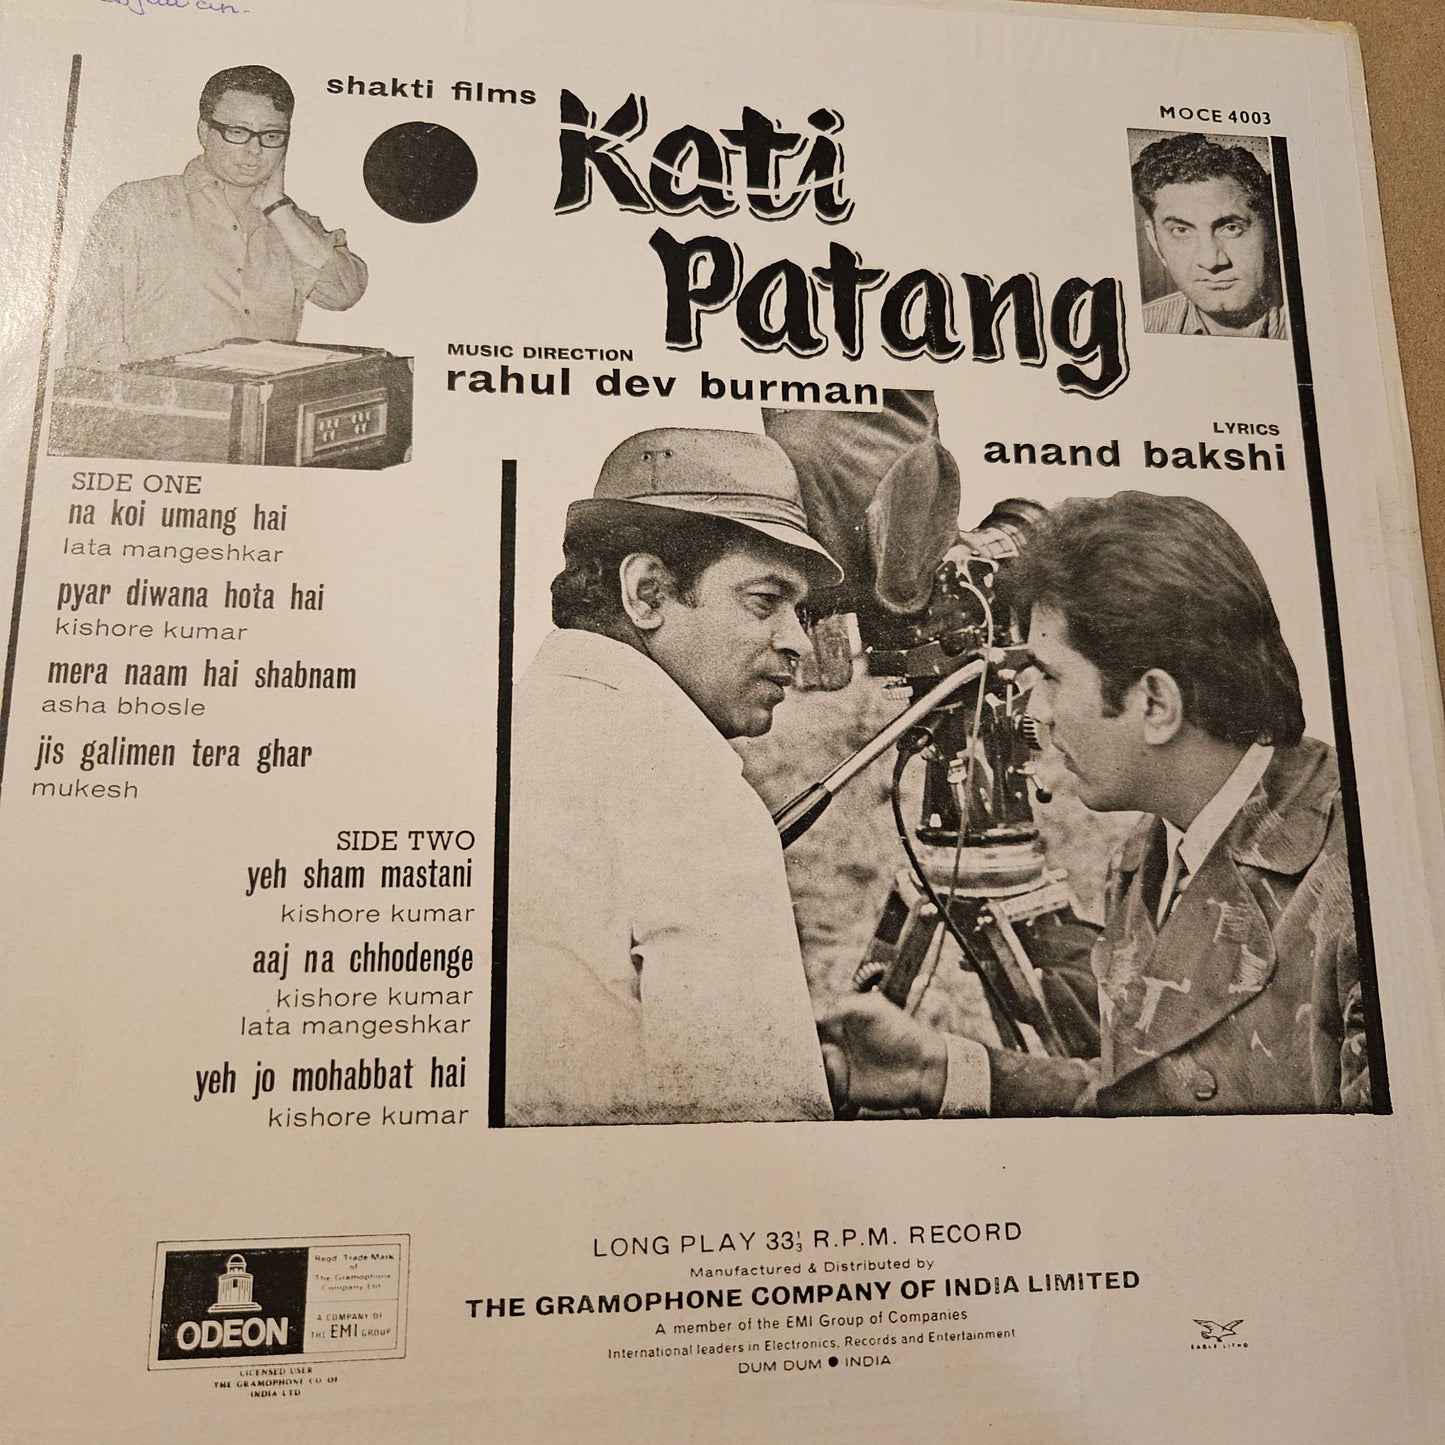 shakti films
Kati
Patang
MOCE 4003
MUSIC DIRECTION
rahul dev burman
LYRICS
anand bakshi
SIDE ONE
na koi umang hai
lata mangeshkar
pyar diwana hota hai
kishore kumar
mera naam hai shabnam
asha bhosle
jis galimen tera ghar
mukesh
SIDE TWO
yeh sham mastani
kishore kumar
aaj na chhodenge
kishore kumar
lata mangeshkar
yeh jo mohabbat hai
kishore kumar
ODEON
Regd. Trade Mark
of
The Gramophone
Company Ltd
A COMPANY OF
THE EMI GROUP
LICENSED USER
THE GRAMOPHONE CO OF
INDIA LTD
LONG PLAY 33⅓ R.P.M. RECORD
Manufactured & Distributed by
THE GRAMOPHONE COMPANY OF INDIA LIMITED
A member of the EMI Group of Companies
International leaders in Electronics, Records and Entertainment
DUM DUM ● INDIA
EAGLE LITHO